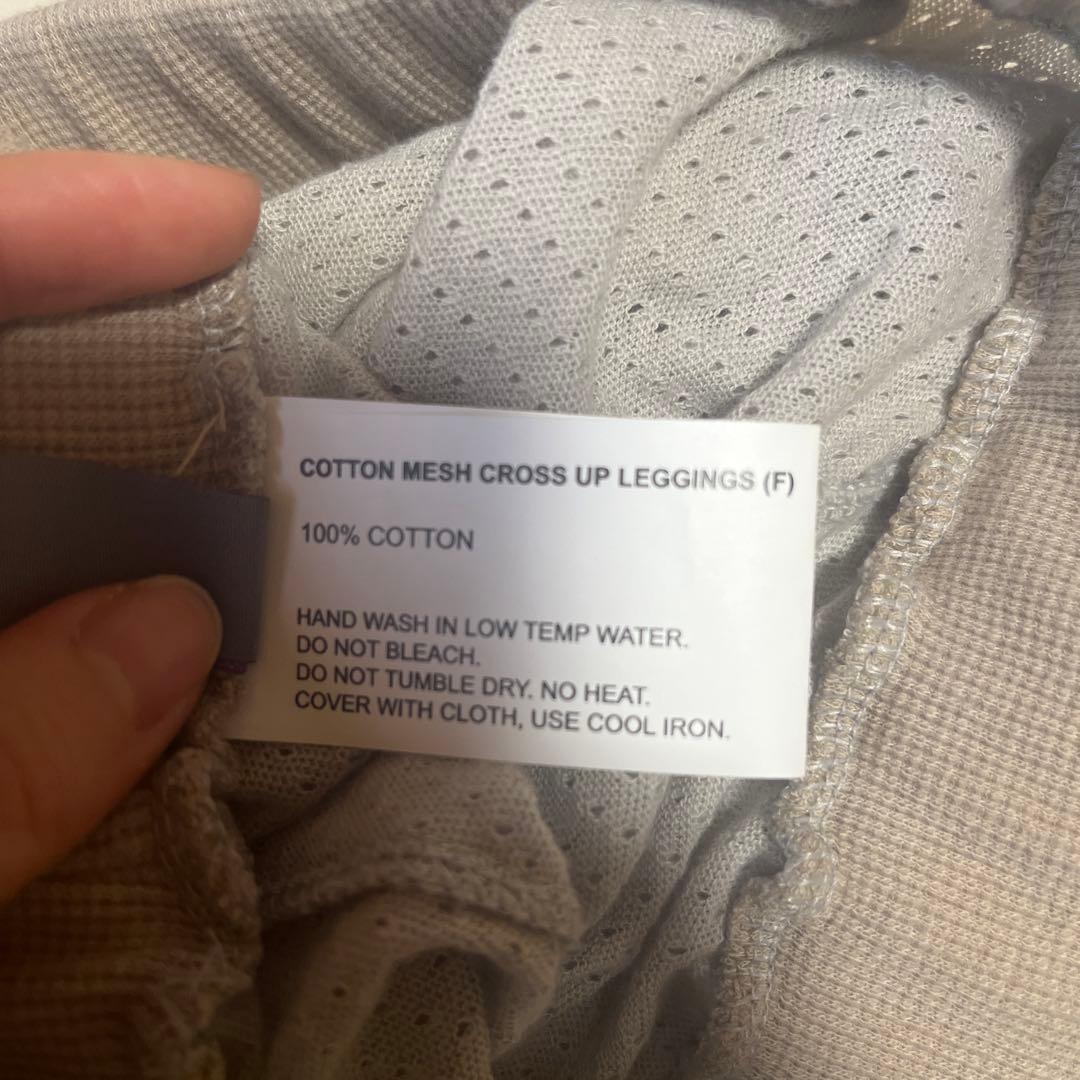 COTTON MESH CROSS UP LEGGINGS (F)
100% COTTON
HAND WASH IN LOW TEMP WATER.
DO NOT BLEACH.
DO NOT TUMBLE DRY. NO HEAT.
COVER WITH CLOTH, USE COOL IRON.